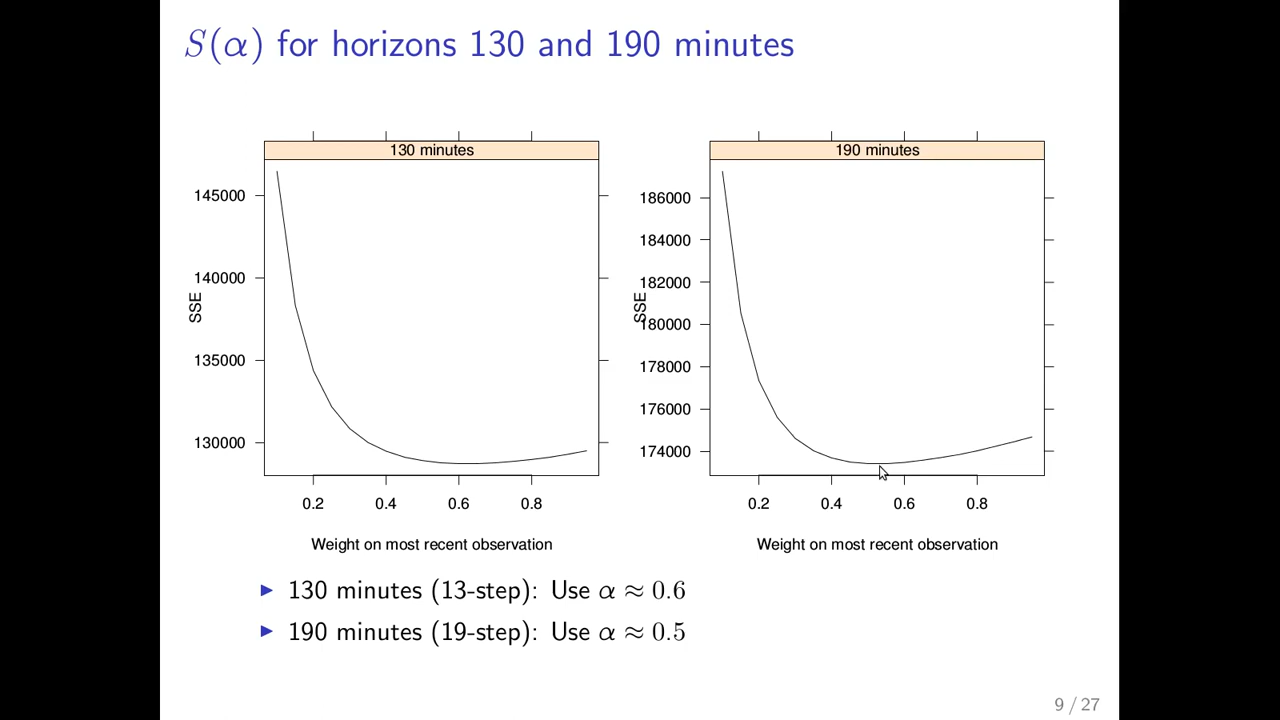 S(α) for horizons 130 and 190 minutes
130 minutes
145000
140000
135000
130000
SSE
0.2 0.4 0.6 0.8
Weight on most recent observation
190 minutes
186000
184000
182000
180000
178000
176000
174000
SSE
0.2 0.4 0.6 0.8
Weight on most recent observation
▶ 130 minutes (13-step): Use α ≈ 0.6
▶ 190 minutes (19-step): Use α ≈ 0.5
9 / 27